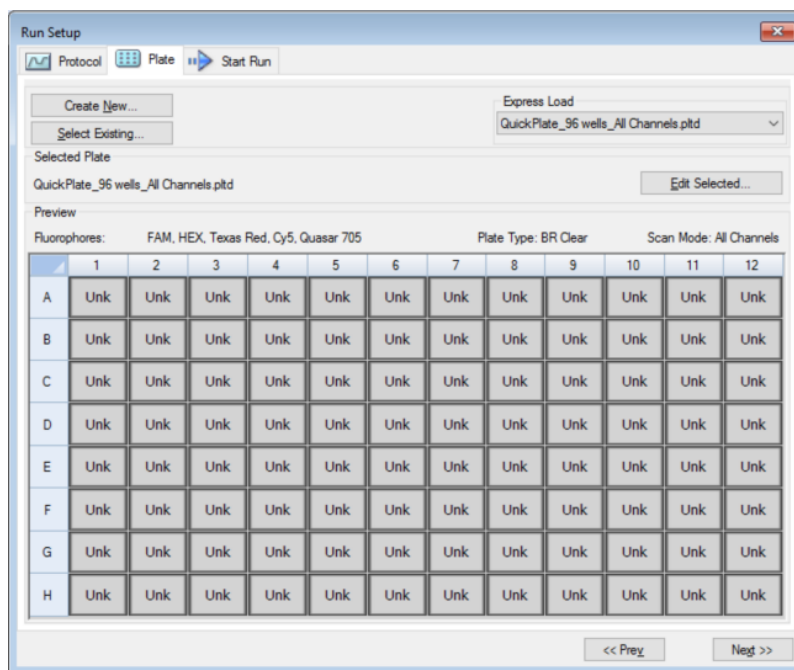 Run Setup
Protocol Plate Start Run
Create New...
Express Load
QuickPlate_96 wells_All Channels.pltd
Select Existing...
Selected Plate
QuickPlate_96 wells_All Channels.pltd
Edit Selected...
Preview
Fluorophores: FAM, HEX, Texas Red, Cy5, Quasar 705 Plate Type: BR Clear Scan Mode: All Channels
1 2 3 4 5 6 7 8 9 10 11 12
A Unk Unk Unk Unk Unk Unk Unk Unk Unk Unk Unk Unk
B Unk Unk Unk Unk Unk Unk Unk Unk Unk Unk Unk Unk
C Unk Unk Unk Unk Unk Unk Unk Unk Unk Unk Unk Unk
D Unk Unk Unk Unk Unk Unk Unk Unk Unk Unk Unk Unk
E Unk Unk Unk Unk Unk Unk Unk Unk Unk Unk Unk Unk
F Unk Unk Unk Unk Unk Unk Unk Unk Unk Unk Unk Unk
G Unk Unk Unk Unk Unk Unk Unk Unk Unk Unk Unk Unk
H Unk Unk Unk Unk Unk Unk Unk Unk Unk Unk Unk Unk
<< Prev Next >>